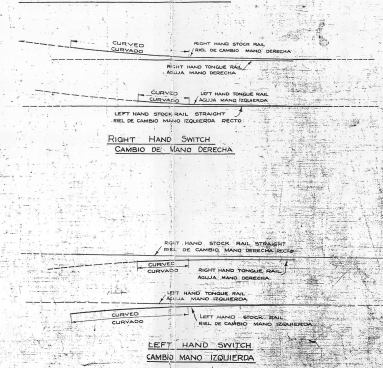 CURVED
CURVADO
RIGHT HAND STOCK RAIL
RIEL DE CAMBIO MANO DERECHA
RIGHT HAND TONGUE RAIL
AGUJA MANO DERECHA
CURVED
CURVADO
LEFT HAND TONGUE RAIL
AGUJA MANO IZQUIERDA
LEFT HAND STOCK RAIL STRAIGHT
RIEL DE CAMBIO MANO IZQUIERDA RECTO
RIGHT HAND SWITCH
CAMBIO DE MANO DERECHA
RIGHT HAND STOCK RAIL STRAIGHT
RIEL DE CAMBIO, MANO DERECHA RECTO
CURVED
CURVADO
RIGHT HAND TONGUE RAIL
AGUJA MANO DERECHA
LEFT HAND TONGUE RAIL
AGUJA MANO IZQUIERDA
CURVED
CURVADO
LEFT HAND STOCK RAIL
RIEL DE CAMBIO MANO IZQUIERDA
LEFT HAND SWITCH
CAMBIO MANO IZQUIERDA